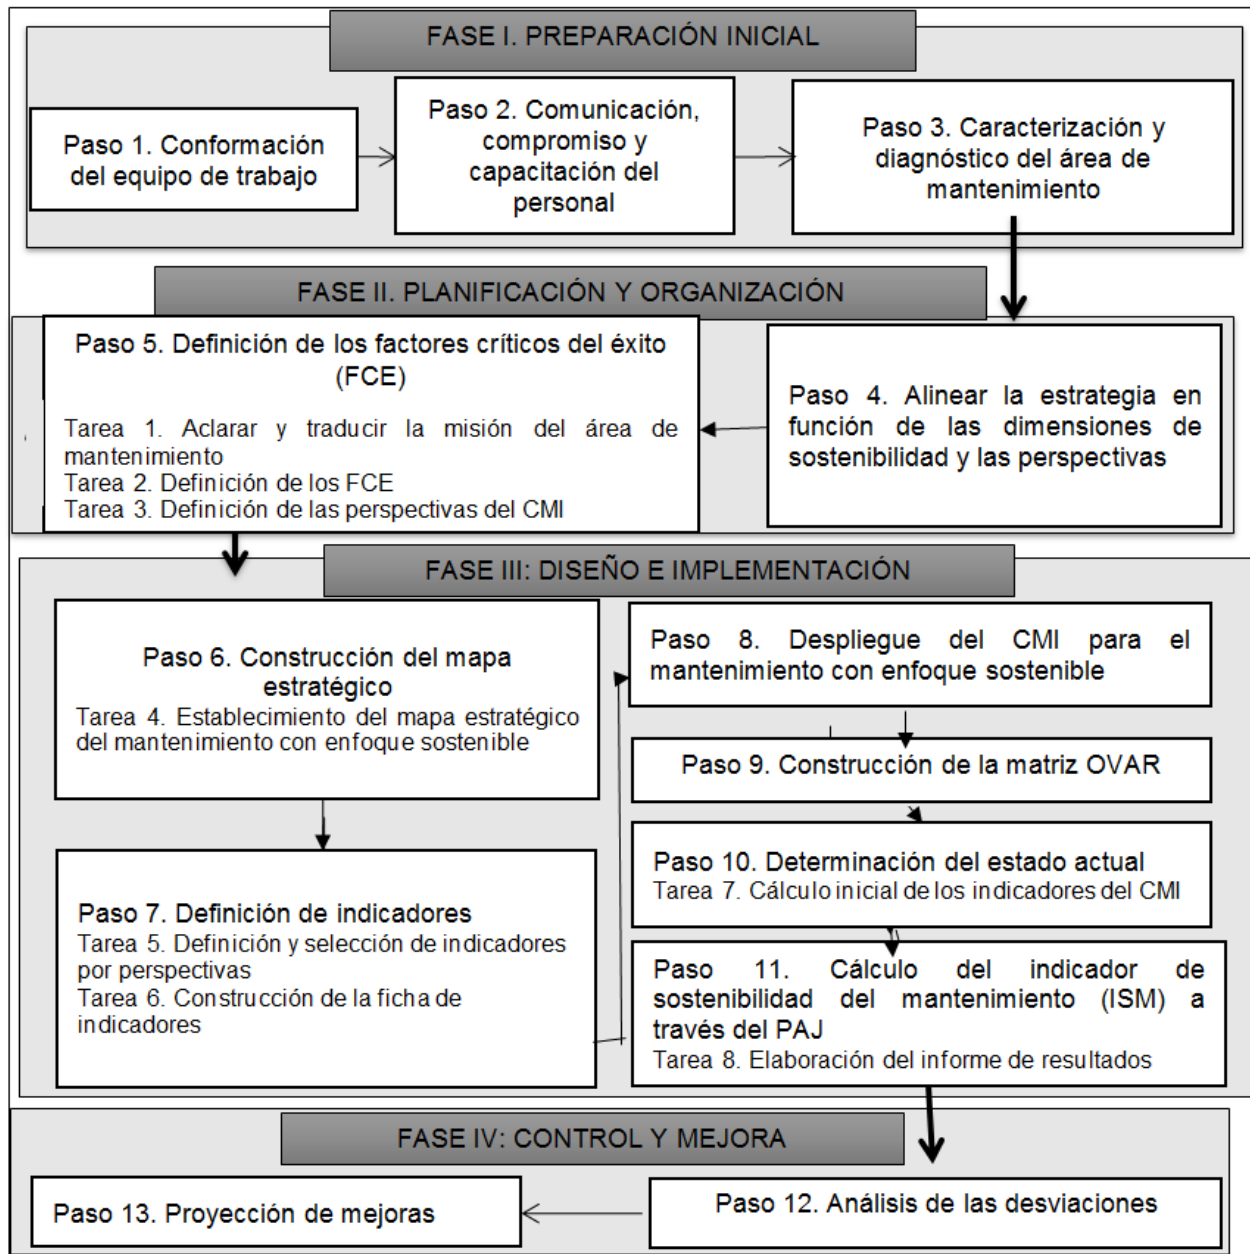 FASE I. PREPARACIÓN INICIAL
Paso 1. Conformación
del equipo de trabajo
Paso 2. Comunicación,
compromiso y
capacitación del
personal
Paso 3. Caracterización y
diagnóstico del área de
mantenimiento
FASE II. PLANIFICACIÓN Y ORGANIZACIÓN
Paso 4. Alinear la estrategia en
función de las dimensiones de
sostenibilidad y las perspectivas
Paso 5. Definición de los factores críticos del éxito
(FCE)
Tarea 1. Aclarar y traducir la misión del área de
mantenimiento
Tarea 2. Definición de los FCE
Tarea 3. Definición de las perspectivas del CMI
FASE III: DISEÑO E IMPLEMENTACIÓN
Paso 6. Construcción del mapa
estratégico
Tarea 4. Establecimiento del mapa estratégico
del mantenimiento con enfoque sostenible
Paso 7. Definición de indicadores
Tarea 5. Definición y selección de indicadores
por perspectivas
Tarea 6. Construcción de la ficha de
indicadores
Paso 8. Despliegue del CMI para el
mantenimiento con enfoque sostenible
Paso 9. Construcción de la matriz OVAR
Paso 10. Determinación del estado actual
Tarea 7. Cálculo inicial de los indicadores del CMI
Paso 11. Cálculo del indicador de
sostenibilidad del mantenimiento (ISM) a
través del PAJ
Tarea 8. Elaboración del informe de resultados
FASE IV: CONTROL Y MEJORA
Paso 12. Análisis de las desviaciones
Paso 13. Proyección de mejoras